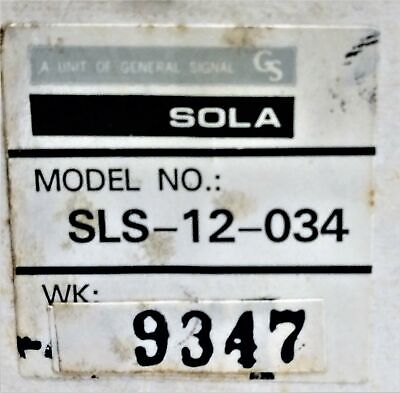 A UNIT OF GENERAL SIGNAL GS
SOLA
MODEL NO.:
SLS-12-034
WK:
9347